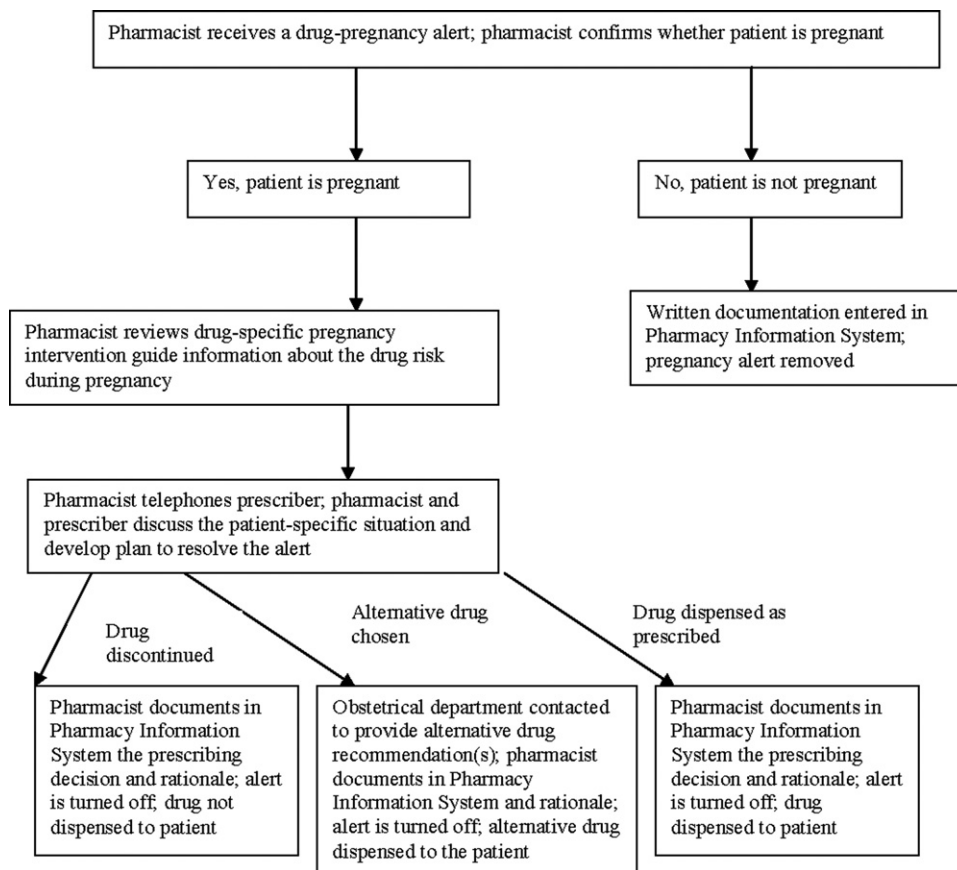 Pharmacist receives a drug-pregnancy alert; pharmacist confirms whether patient is pregnant
Yes, patient is pregnant
No, patient is not pregnant
Pharmacist reviews drug-specific pregnancy
intervention guide information about the drug risk
during pregnancy
Written documentation entered in
Pharmacy Information System;
pregnancy alert removed
Pharmacist telephones prescriber; pharmacist and
prescriber discuss the patient-specific situation and
develop plan to resolve the alert
Drug
discontinued
Alternative drug
chosen
Drug dispensed as
prescribed
Pharmacist documents in
Pharmacy Information
System the prescribing
decision and rationale; alert
is turned off; drug not
dispensed to patient
Obstetrical department contacted
to provide alternative drug
recommendation(s); pharmacist
documents in Pharmacy
Information System and rationale;
alert is turned off; alternative drug
dispensed to the patient
Pharmacist documents in
Pharmacy Information
System the prescribing
decision and rationale; alert
is turned off; drug
dispensed to patient